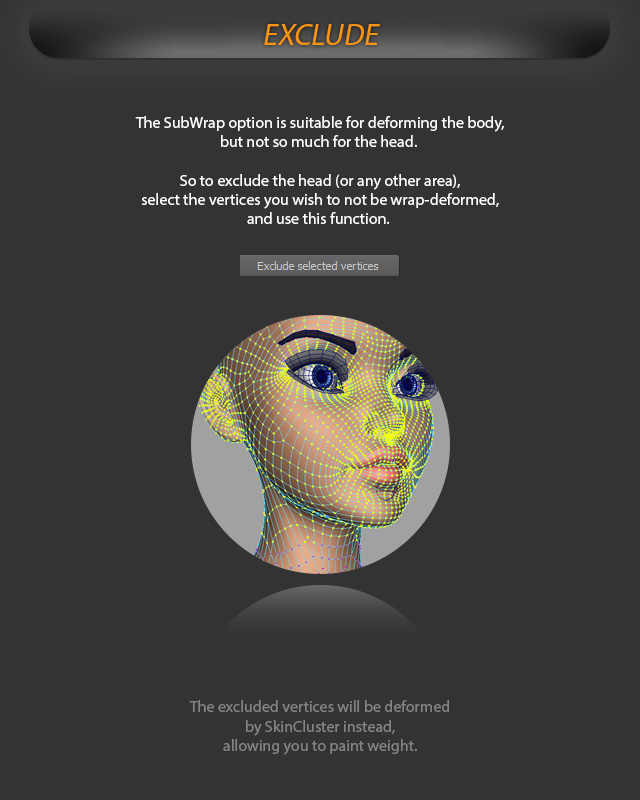 EXCLUDE
The SubWrap option is suitable for deforming the body,
but not so much for the head.
So to exclude the head (or any other area),
select the vertices you wish to not be wrap-deformed,
and use this function.
Exclude selected vertices
The excluded vertices will be deformed
by SkinCluster instead,
allowing you to paint weight.